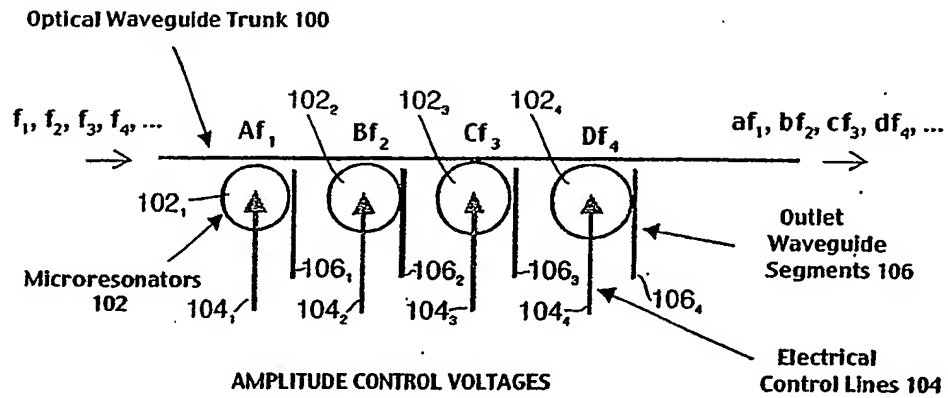 Optical Waveguide Trunk 100
f₁, f₂, f₃, f₄, ...
Af₁
102₂
Bf₂
102₃
Cf₃
102₄
Df₄
af₁, bf₂, cf₃, df₄, ...
102₁
Microresonators
102
104₁
106₁
104₂
106₂
104₃
106₃
104₄
106₄
Outlet
Waveguide
Segments 106
Electrical
Control Lines 104
AMPLITUDE CONTROL VOLTAGES